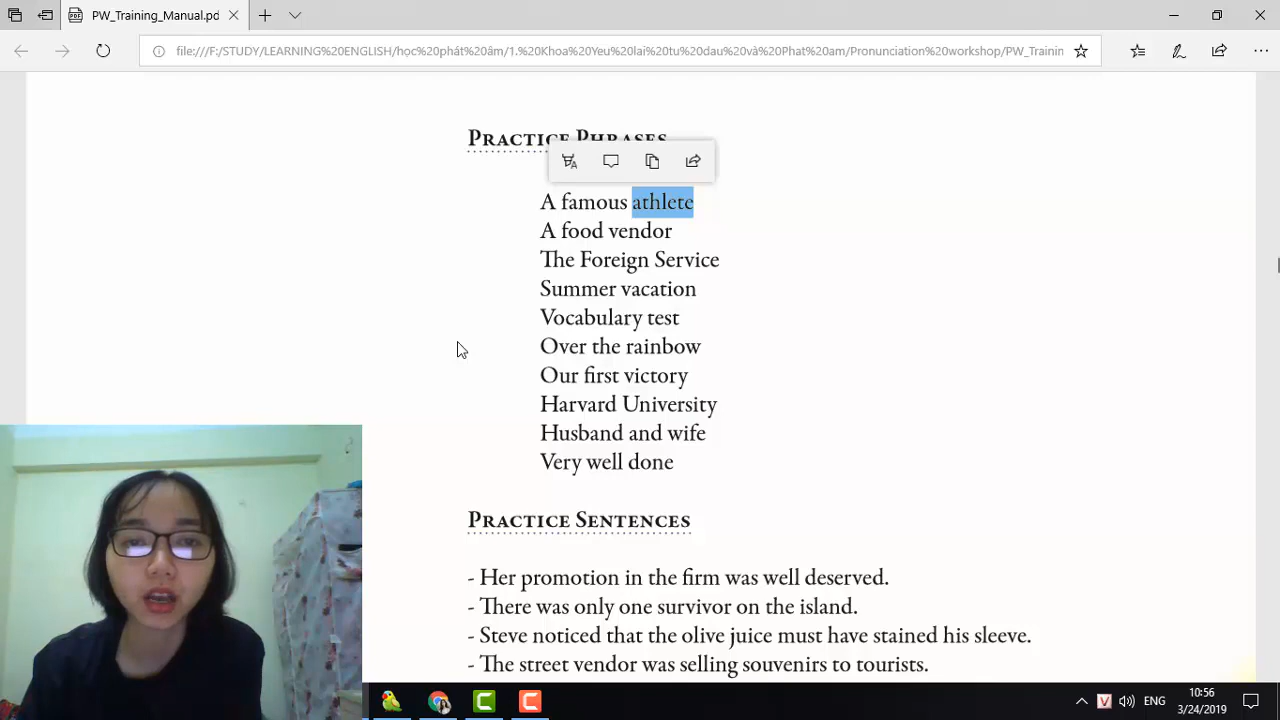 PW_Training_Manual.pd
file:///F:/STUDY/LEARNING%20ENGLISH/học%20phát%20âm/1.%20Khoa%20Yeu%20lai%20tu%20dau%20và%20Phat%20am/Pronunciation%20workshop/PW_Trainin
PRACTICE PHRASES
A famous athlete
A food vendor
The Foreign Service
Summer vacation
Vocabulary test
Over the rainbow
Our first victory
Harvard University
Husband and wife
Very well done
PRACTICE SENTENCES
- Her promotion in the firm was well deserved.
- There was only one survivor on the island.
- Steve noticed that the olive juice must have stained his sleeve.
- The street vendor was selling souvenirs to tourists.
V
ENG
10:56
3/24/2019